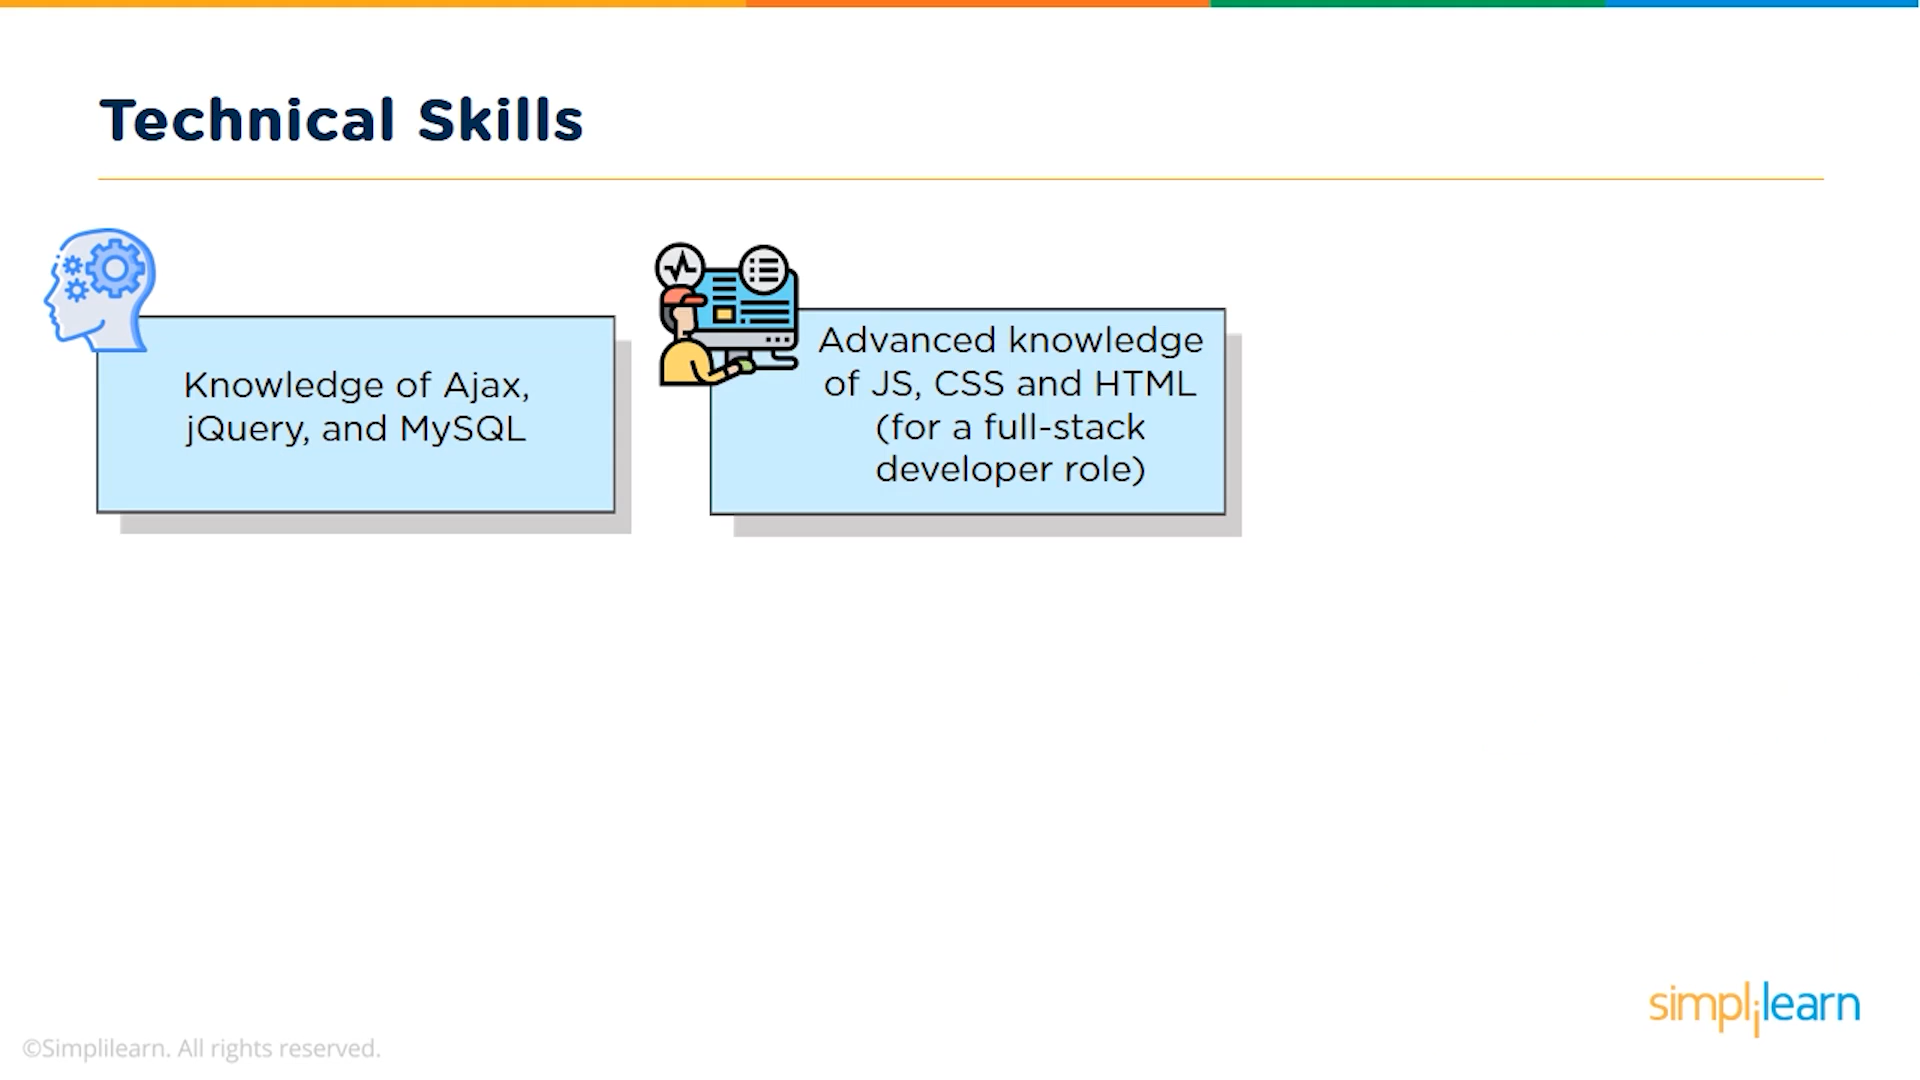 Technical Skills
Knowledge of Ajax,
jQuery, and MySQL
Advanced knowledge
of JS, CSS and HTML
(for a full-stack
developer role)
simplilearn
©Simplilearn. All rights reserved.